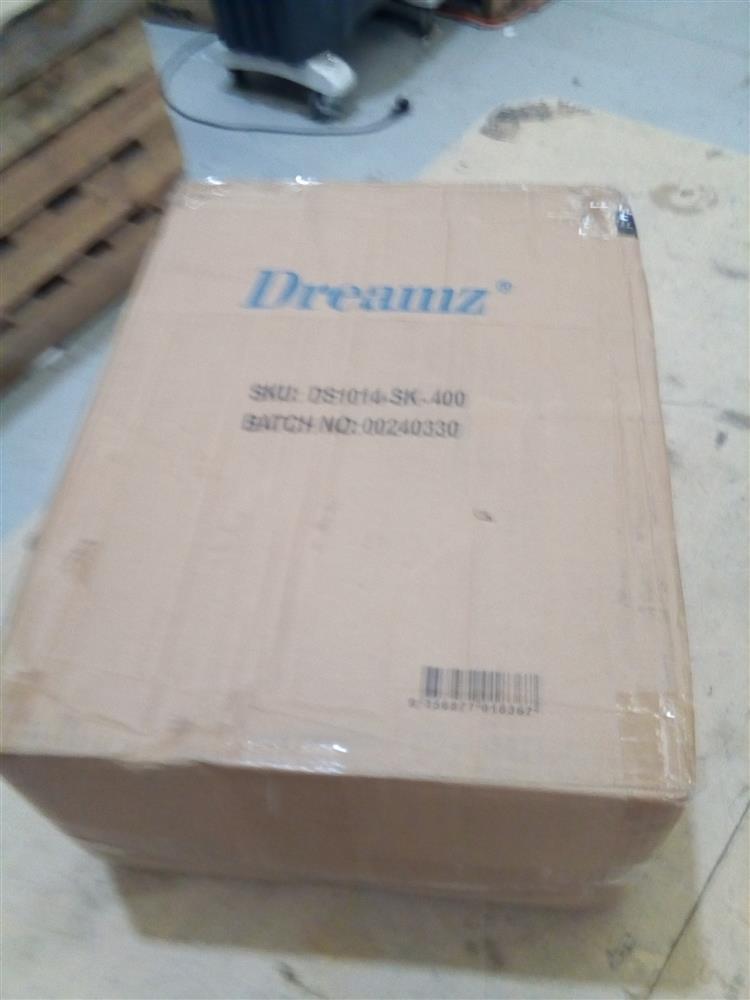 Dreamz®
SKU: DS1014-SK-400
BATCH NO: 00240330